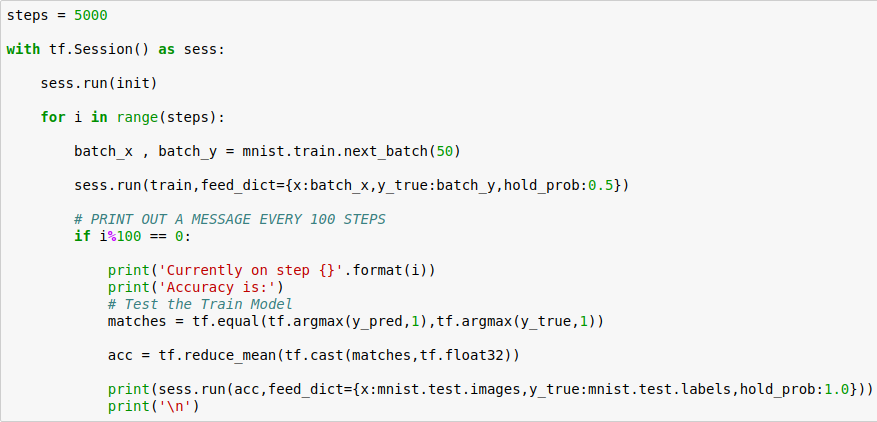 steps = 5000
with tf.Session() as sess:
    sess.run(init)
    for i in range(steps):
        batch_x , batch_y = mnist.train.next_batch(50)
        sess.run(train,feed_dict={x:batch_x,y_true:batch_y,hold_prob:0.5})
        # PRINT OUT A MESSAGE EVERY 100 STEPS
        if i%100 == 0:
            print('Currently on step {}'.format(i))
            print('Accuracy is:')
            # Test the Train Model
            matches = tf.equal(tf.argmax(y_pred,1),tf.argmax(y_true,1))
            acc = tf.reduce_mean(tf.cast(matches,tf.float32))
            print(sess.run(acc,feed_dict={x:mnist.test.images,y_true:mnist.test.labels,hold_prob:1.0}))
            print('\n')